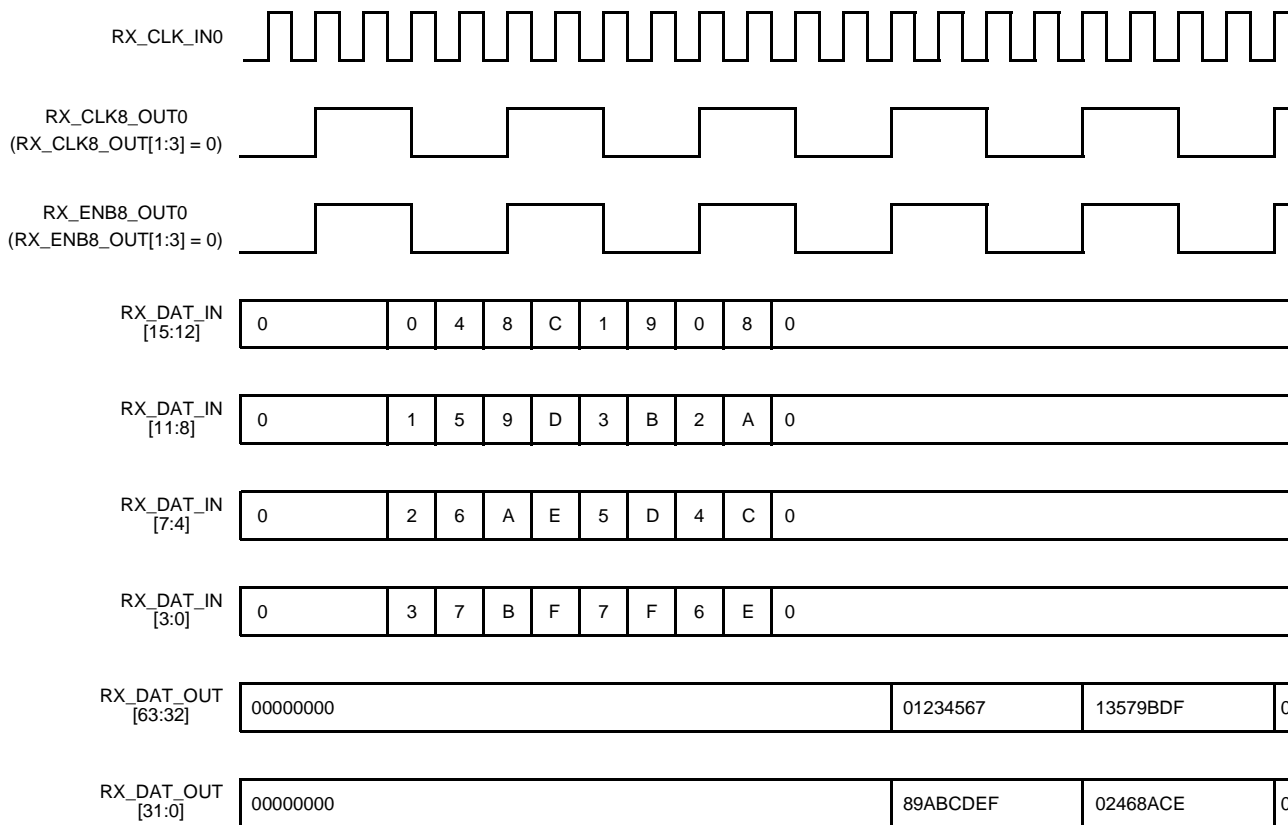 RX_CLK_IN0
RX_CLK8_OUT0
(RX_CLK8_OUT[1:3] = 0)
RX_ENB8_OUT0
(RX_ENB8_OUT[1:3] = 0)
RX_DAT_IN
[15:12]
0 0 4 8 C 1 9 0 8 0
RX_DAT_IN
[11:8]
0 1 5 9 D 3 B 2 A 0
RX_DAT_IN
[7:4]
0 2 6 A E 5 D 4 C 0
RX_DAT_IN
[3:0]
0 3 7 B F 7 F 6 E 0
RX_DAT_OUT
[63:32]
00000000 01234567 13579BDF 0
RX_DAT_OUT
[31:0]
00000000 89ABCDEF 02468ACE 0